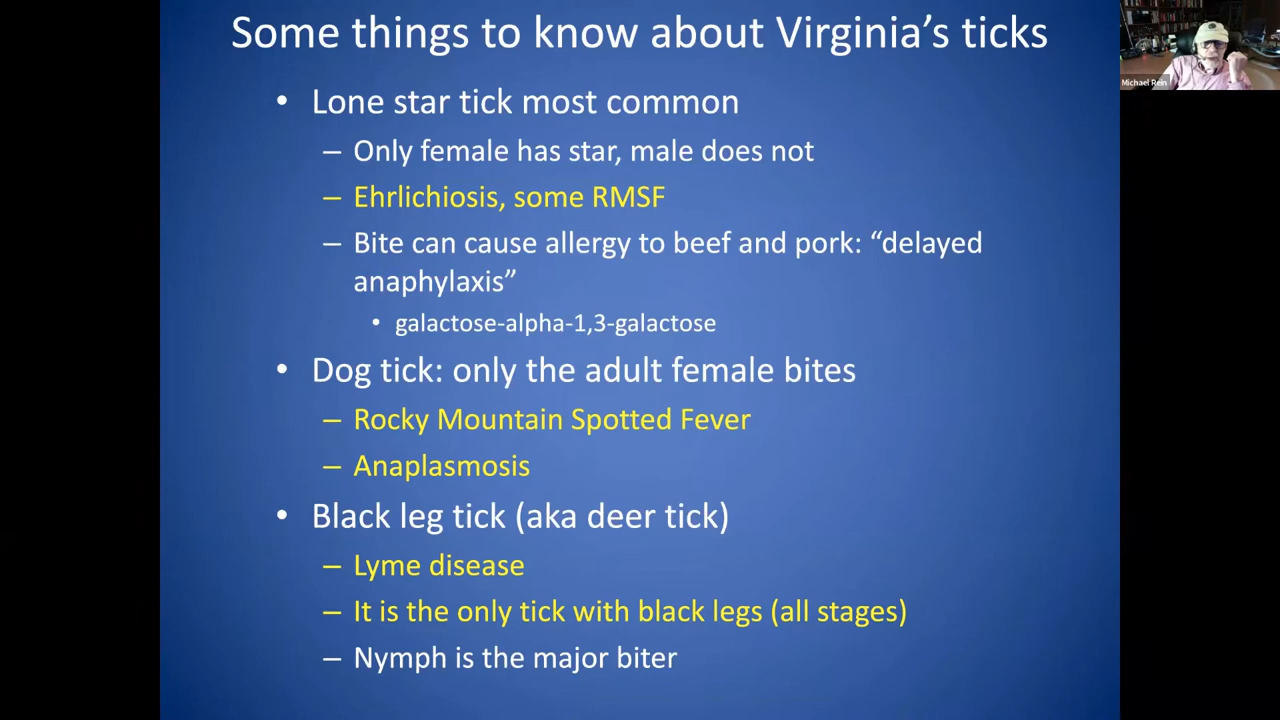 Some things to know about Virginia’s ticks
• Lone star tick most common
– Only female has star, male does not
– Ehrlichiosis, some RMSF
– Bite can cause allergy to beef and pork: “delayed
anaphylaxis”
• galactose-alpha-1,3-galactose
• Dog tick: only the adult female bites
– Rocky Mountain Spotted Fever
– Anaplasmosis
• Black leg tick (aka deer tick)
– Lyme disease
– It is the only tick with black legs (all stages)
– Nymph is the major biter
Michael Rein